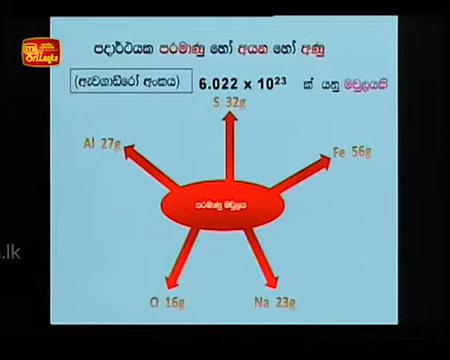 පදාර්ථයක පරමාණු හෝ අයන හෝ අණු
(ඇවගාඩ්රෝ අංකය) 6.022 x 10²³ ක් යනු මවුලයකි
S 32g
Al 27g
Fe 56g
පරමාණු මවුලය
O 16g
Na 23g
.lk